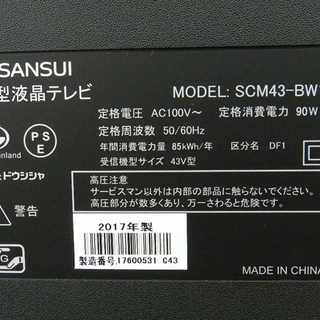 SANSUI
型液晶テレビ
MODEL: SCM43-BW
定格電圧 AC100V～ 定格消費電力 90W
定格周波数 50/60Hz
年間消費電力量 85kWh/年 区分名 DF1
受信機型サイズ 43V型
PS
E
inland
ドウシシャ
高圧注意
サービスマン以外は内部に触らないでください。
高圧部分が数多くあり、万一さわると危険です。
警告
2017年製
製造番号:17600531 C43
MADE IN CHINA